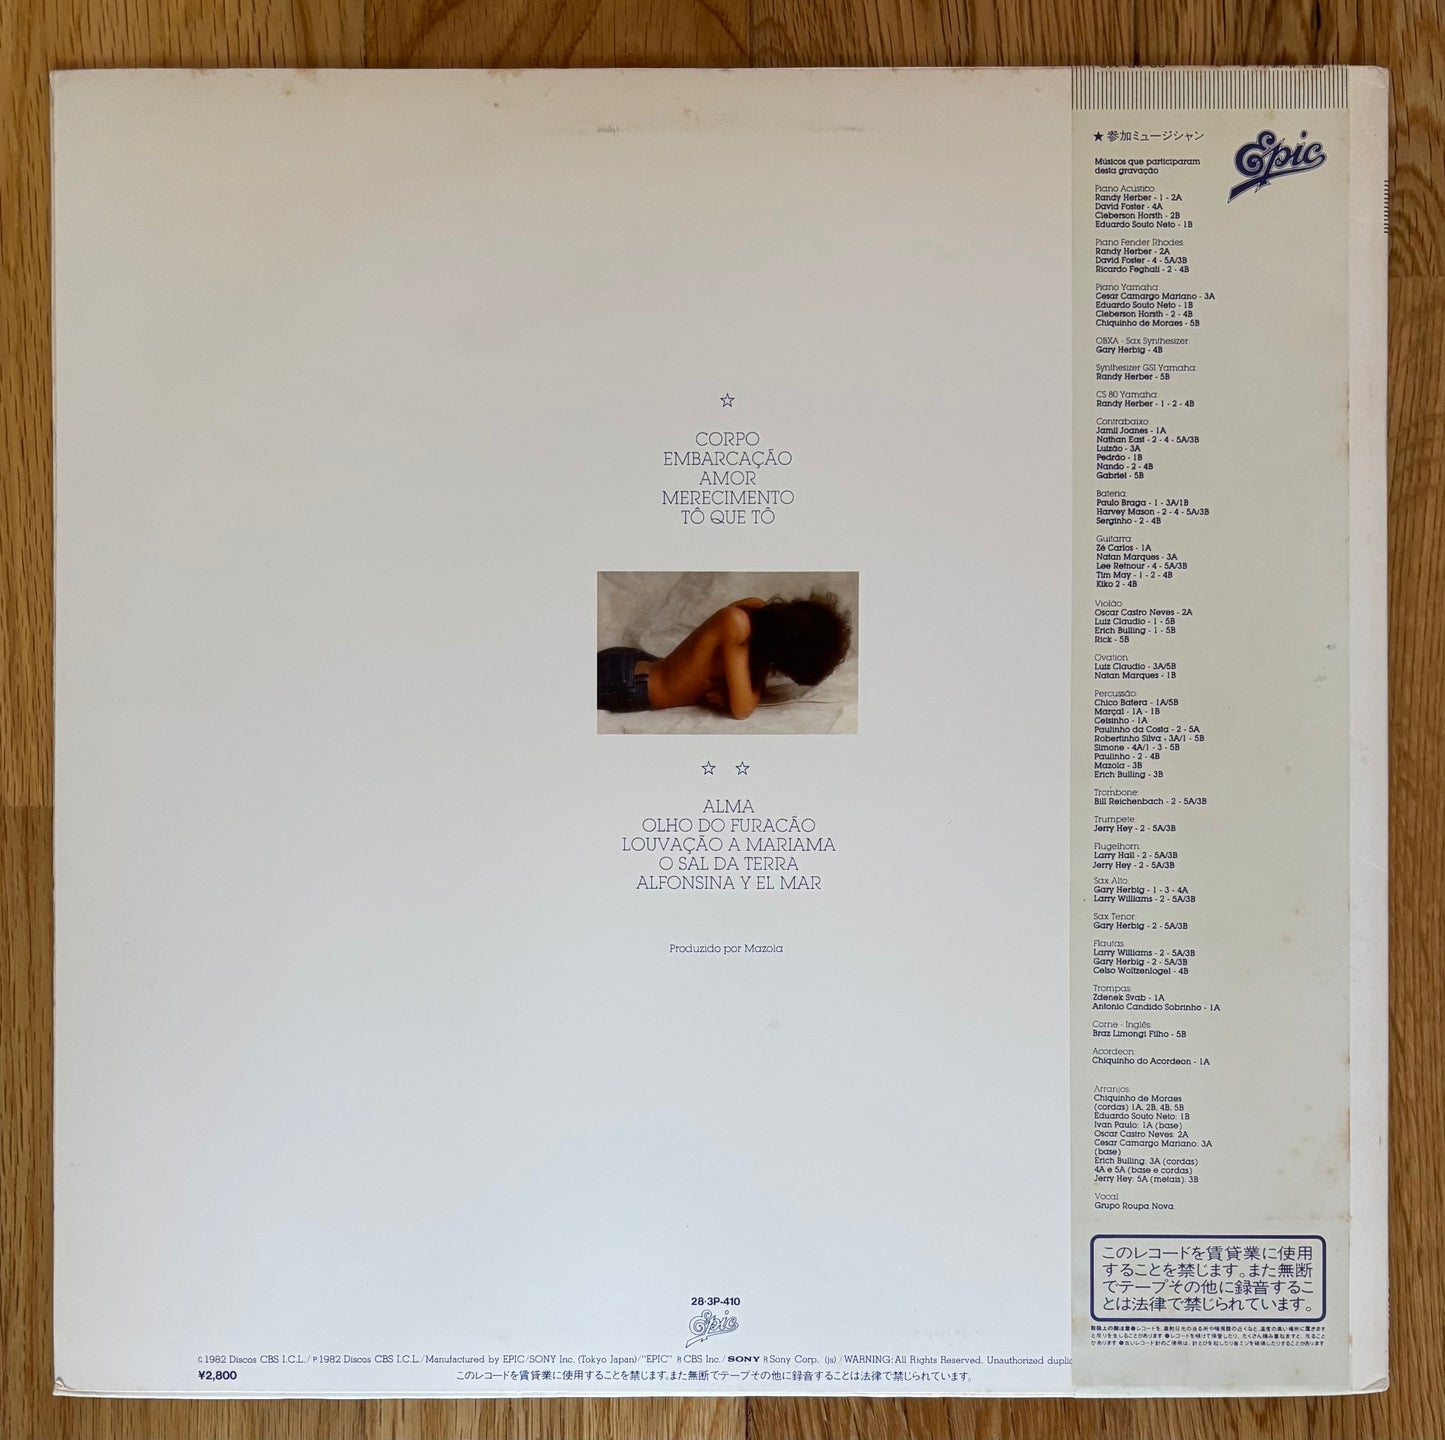 ☆
CORPO
EMBARCAÇÃO
AMOR
MERECIMENTO
TÔ QUE TÔ
☆ ☆
ALMA
OLHO DO FURACÃO
LOUVAÇÃO A MARIAMA
O SAL DA TERRA
ALFONSINA Y EL MAR
Produzido por Mazola
28·3P-410
Epic
C 1982 Discos CBS I.C.L./P 1982 Discos CBS I.C.L./Manufactured by EPIC/SONY Inc. (Tokyo Japan)/"EPIC" R CBS Inc./SONY R Sony Corp. (js)/WARNING: All Rights Reserved. Unauthorized duplic
¥2,800
このレコードを賃貸業に使用することを禁じます。また無断でテープその他に録音することは法律で禁じられています。
★参加ミュージシャン
Epic
Músicos que participaram
desta gravação
Piano Acústico:
Randy Herber - 1 - 2A
David Foster - 4A
Cleberson Horsth - 2B
Eduardo Souto Neto - 1B
Piano Fender Rhodes:
Randy Herber - 2A
David Foster - 4 - 5A/3B
Ricardo Feghali - 2 - 4B
Piano Yamaha:
Cesar Camargo Mariano - 3A
Eduardo Souto Neto - 1B
Cleberson Horsth - 2 - 4B
Chiquinho de Moraes - 5B
OBXA - Sax Synthesizer:
Gary Herbig - 4B
Synthesizer GS1 Yamaha:
Randy Herber - 5B
CS 80 Yamaha:
Randy Herber - 1 - 2 - 4B
Contrabaixo:
Jamil Joanes - 1A
Nathan East - 2 - 4 - 5A/3B
Luizão - 3A
Pedrão - 1B
Nando - 2 - 4B
Gabriel - 5B
Bateria:
Paulo Braga - 1 - 3A/1B
Harvey Mason - 2 - 4 - 5A/3B
Serginho - 2 - 4B
Guitarra:
Zé Carlos - 1A
Natan Marques - 3A
Lee Retnour - 4 - 5A/3B
Tim May - 1 - 2 - 4B
Kiko 2 - 4B
Violão:
Oscar Castro Neves - 2A
Luiz Claudio - 1 - 5B
Erich Bulling - 1 - 5B
Rick - 5B
Ovation:
Luiz Claudio - 3A/5B
Natan Marques - 1B
Percussão:
Chico Batera - 1A/5B
Marçal - 1A - 1B
Celsinho - 1A
Paulinho da Costa - 2 - 5A
Robertinho Silva - 3A/1 - 5B
Simone - 4A/1 - 3 - 5B
Paulinho - 2 - 4B
Mazola - 3B
Erich Bulling - 3B
Trombone:
Bill Reichenbach - 2 - 5A/3B
Trumpete:
Jerry Hey - 2 - 5A/3B
Flugelhorn:
Larry Hall - 2 - 5A/3B
Jerry Hey - 2 - 5A/3B
Sax Alto:
Gary Herbig - 1 - 3 - 4A
Larry Williams - 2 - 5A/3B
Sax Tenor:
Gary Herbig - 2 - 5A/3B
Flautas:
Larry Williams - 2 - 5A/3B
Gary Herbig - 2 - 5A/3B
Celso Woltzenlogel - 4B
Trompas:
Zdenek Svab - 1A
Antonio Candido Sobrinho - 1A
Corne - Inglês:
Braz Limongi Filho - 5B
Acordeon:
Chiquinho do Acordeon - 1A
Arranjos:
Chiquinho de Moraes
(cordas) 1A, 2B, 4B, 5B
Eduardo Souto Neto: 1B
Ivan Paulo: 1A (base)
Oscar Castro Neves: 2A
Cesar Camargo Mariano: 3A
(base)
Erich Bulling: 3A (cordas)
4A e 5A (base e cordas)
Jerry Hey: 5A (metais), 3B
Vocal
Grupo Roupa Nova.
このレコードを賃貸業に使用
することを禁じます。また無断
でテープその他に録音するこ
とは法律で禁じられています。